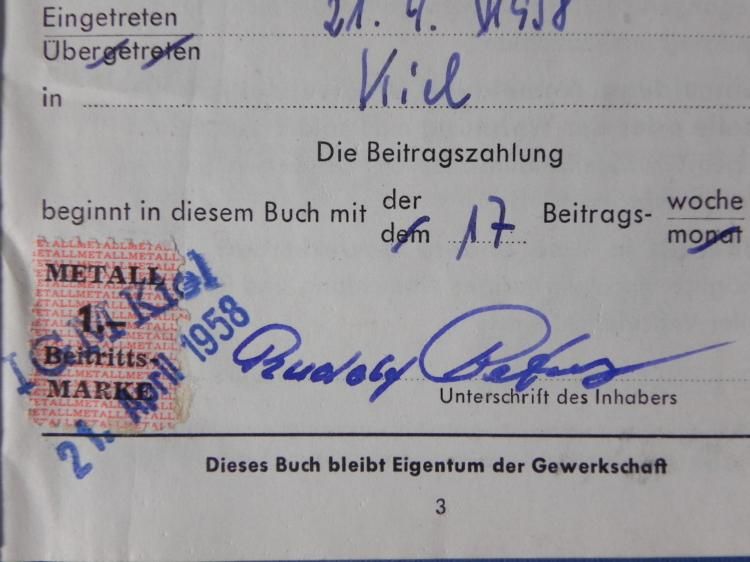 Eingetreten 21. 4. 1958
Übergetreten
in Kiel
Die Beitragszahlung
beginnt in diesem Buch mit der 17 Beitrags- woche
dem monat
METALL
1.-
Beitritts-
MARKE
IGM Kiel
21. April 1958
Rudolf
Unterschrift des Inhabers
Dieses Buch bleibt Eigentum der Gewerkschaft
3